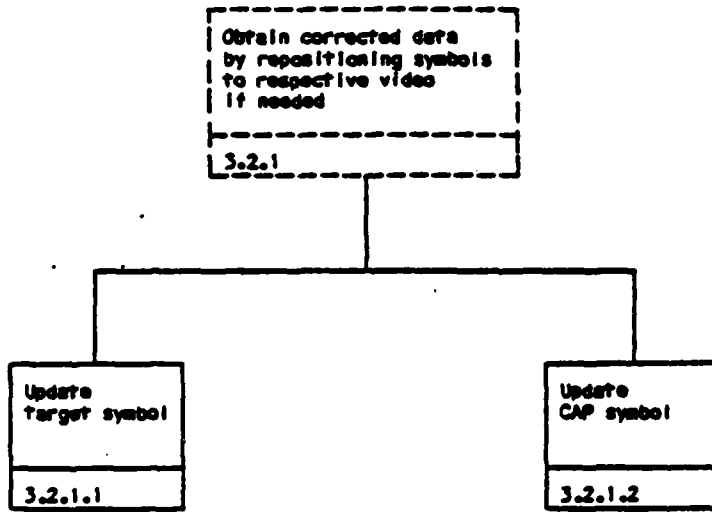 Obtain corrected data
by repositioning symbols
to respective video
if needed
3.2.1
Update
target symbol
3.2.1.1
Update
CAP symbol
3.2.1.2